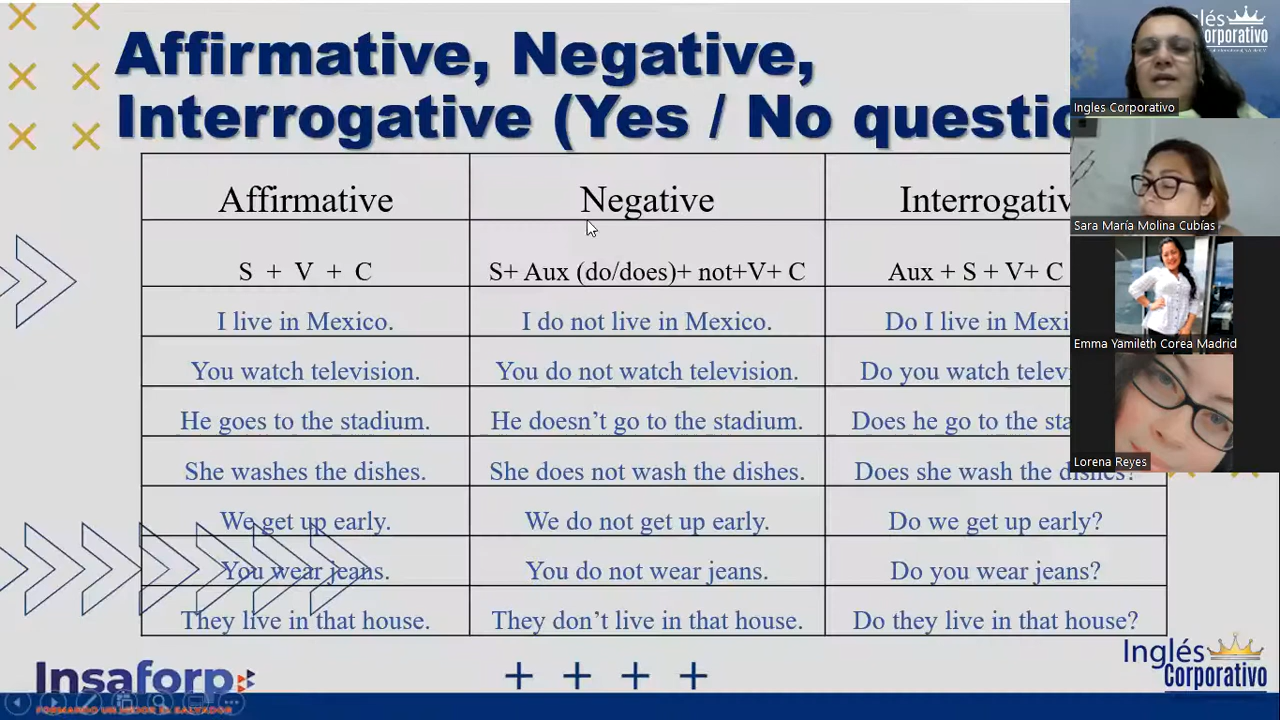 Affirmative, Negative,
Interrogative (Yes / No questio
Affirmative Negative Interrogativ
S + V + C S+ Aux (do/does)+ not+V+ C Aux + S + V+ C
I live in Mexico. I do not live in Mexico. Do I live in Mexi
You watch television. You do not watch television. Do you watch telev
He goes to the stadium. He doesn’t go to the stadium. Does he go to the sta
She washes the dishes. She does not wash the dishes. Does she wash the dishes?
We get up early. We do not get up early. Do we get up early?
You wear jeans. You do not wear jeans. Do you wear jeans?
They live in that house. They don’t live in that house. Do they live in that house?
Insaforp
Inglés
Corporativo
glés
Corporativo
Ingles Corporativo
Sara María Molina Cubías
Emma Yamileth Corea Madrid
Lorena Reyes